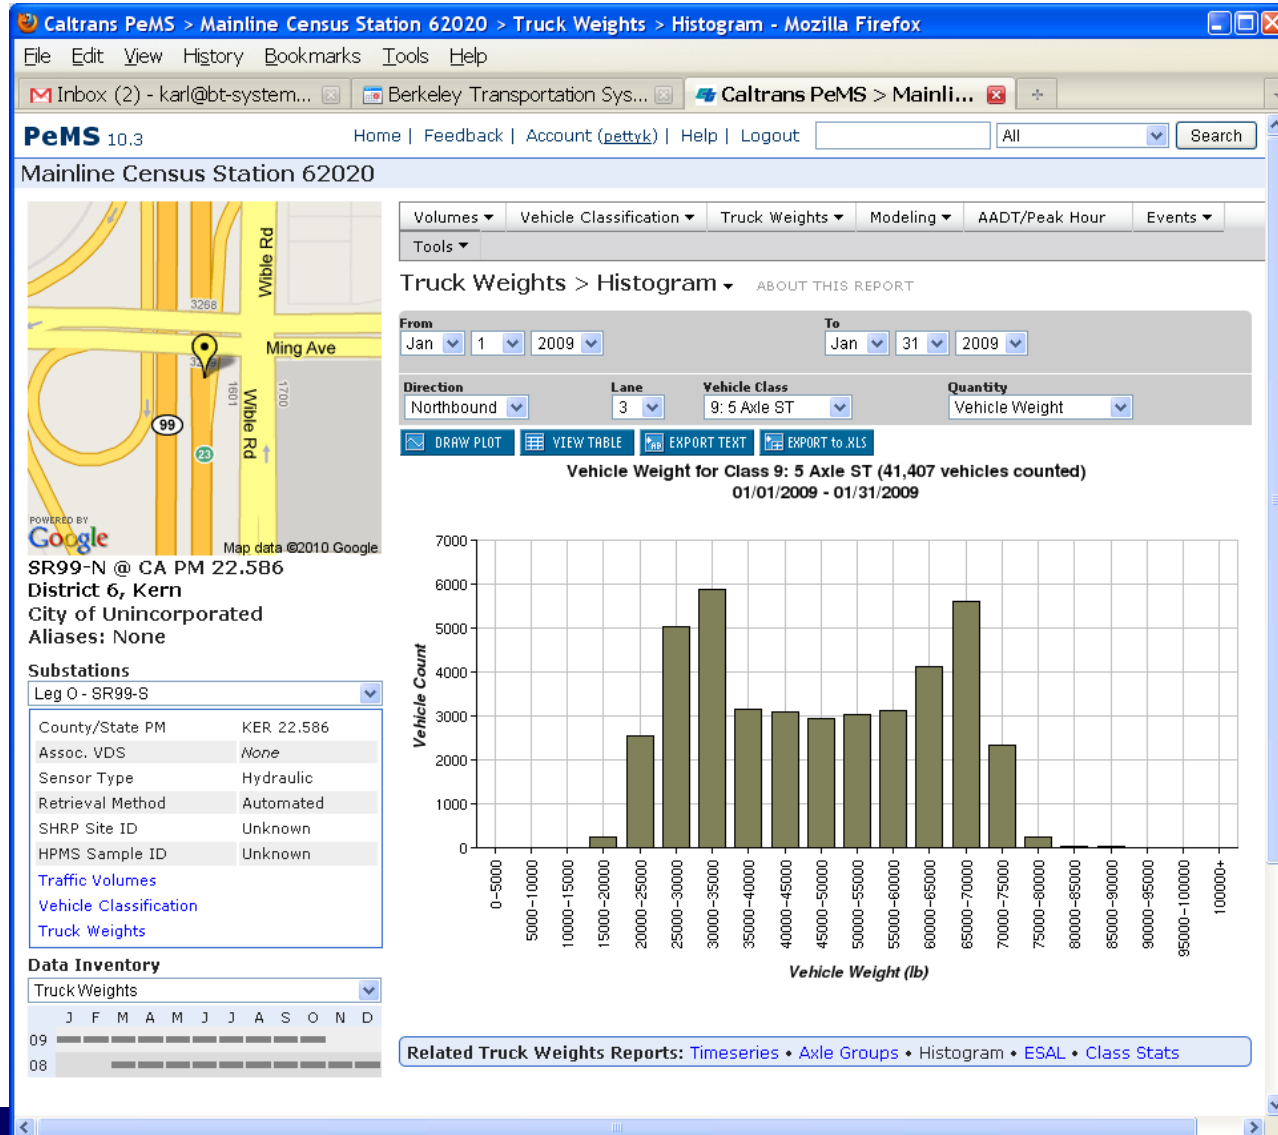 Caltrans PeMS > Mainline Census Station 62020 > Truck Weights > Histogram - Mozilla Firefox
File Edit View History Bookmarks Tools Help
Inbox (2) - karl@bt-system... Berkeley Transportation Sys... Caltrans PeMS > Mainli...
PeMS 10.3 Home | Feedback | Account (pettyk) | Help | Logout All Search
Mainline Census Station 62020
Volumes Vehicle Classification Truck Weights Modeling AADT/Peak Hour Events
Tools
Truck Weights > Histogram ABOUT THIS REPORT
From To
Jan 1 2009 Jan 31 2009
Direction Lane Vehicle Class Quantity
Northbound 3 9: 5 Axle ST Vehicle Weight
DRAW PLOT VIEW TABLE EXPORT TEXT EXPORT to .XLS
Wible Rd
3268
Ming Ave
1601
1700
Wible Rd
99
23
POWERED BY
Google
Map data ©2010 Google
SR99-N @ CA PM 22.586
District 6, Kern
City of Unincorporated
Aliases: None
Substations
Leg O - SR99-S
County/State PM KER 22.586
Assoc. VDS None
Sensor Type Hydraulic
Retrieval Method Automated
SHRP Site ID Unknown
HPMS Sample ID Unknown
Traffic Volumes
Vehicle Classification
Truck Weights
Data Inventory
Truck Weights
J F M A M J J A S O N D
09
08
Vehicle Weight for Class 9: 5 Axle ST (41,407 vehicles counted)
01/01/2009 - 01/31/2009
Vehicle Count
7000
6000
5000
4000
3000
2000
1000
0
0-5000
5000-10000
10000-15000
15000-20000
20000-25000
25000-30000
30000-35000
35000-40000
40000-45000
45000-50000
50000-55000
55000-60000
60000-65000
65000-70000
70000-75000
75000-80000
80000-85000
85000-90000
90000-95000
95000-100000
100000+
Vehicle Weight (lb)
Related Truck Weights Reports: Timeseries • Axle Groups • Histogram • ESAL • Class Stats